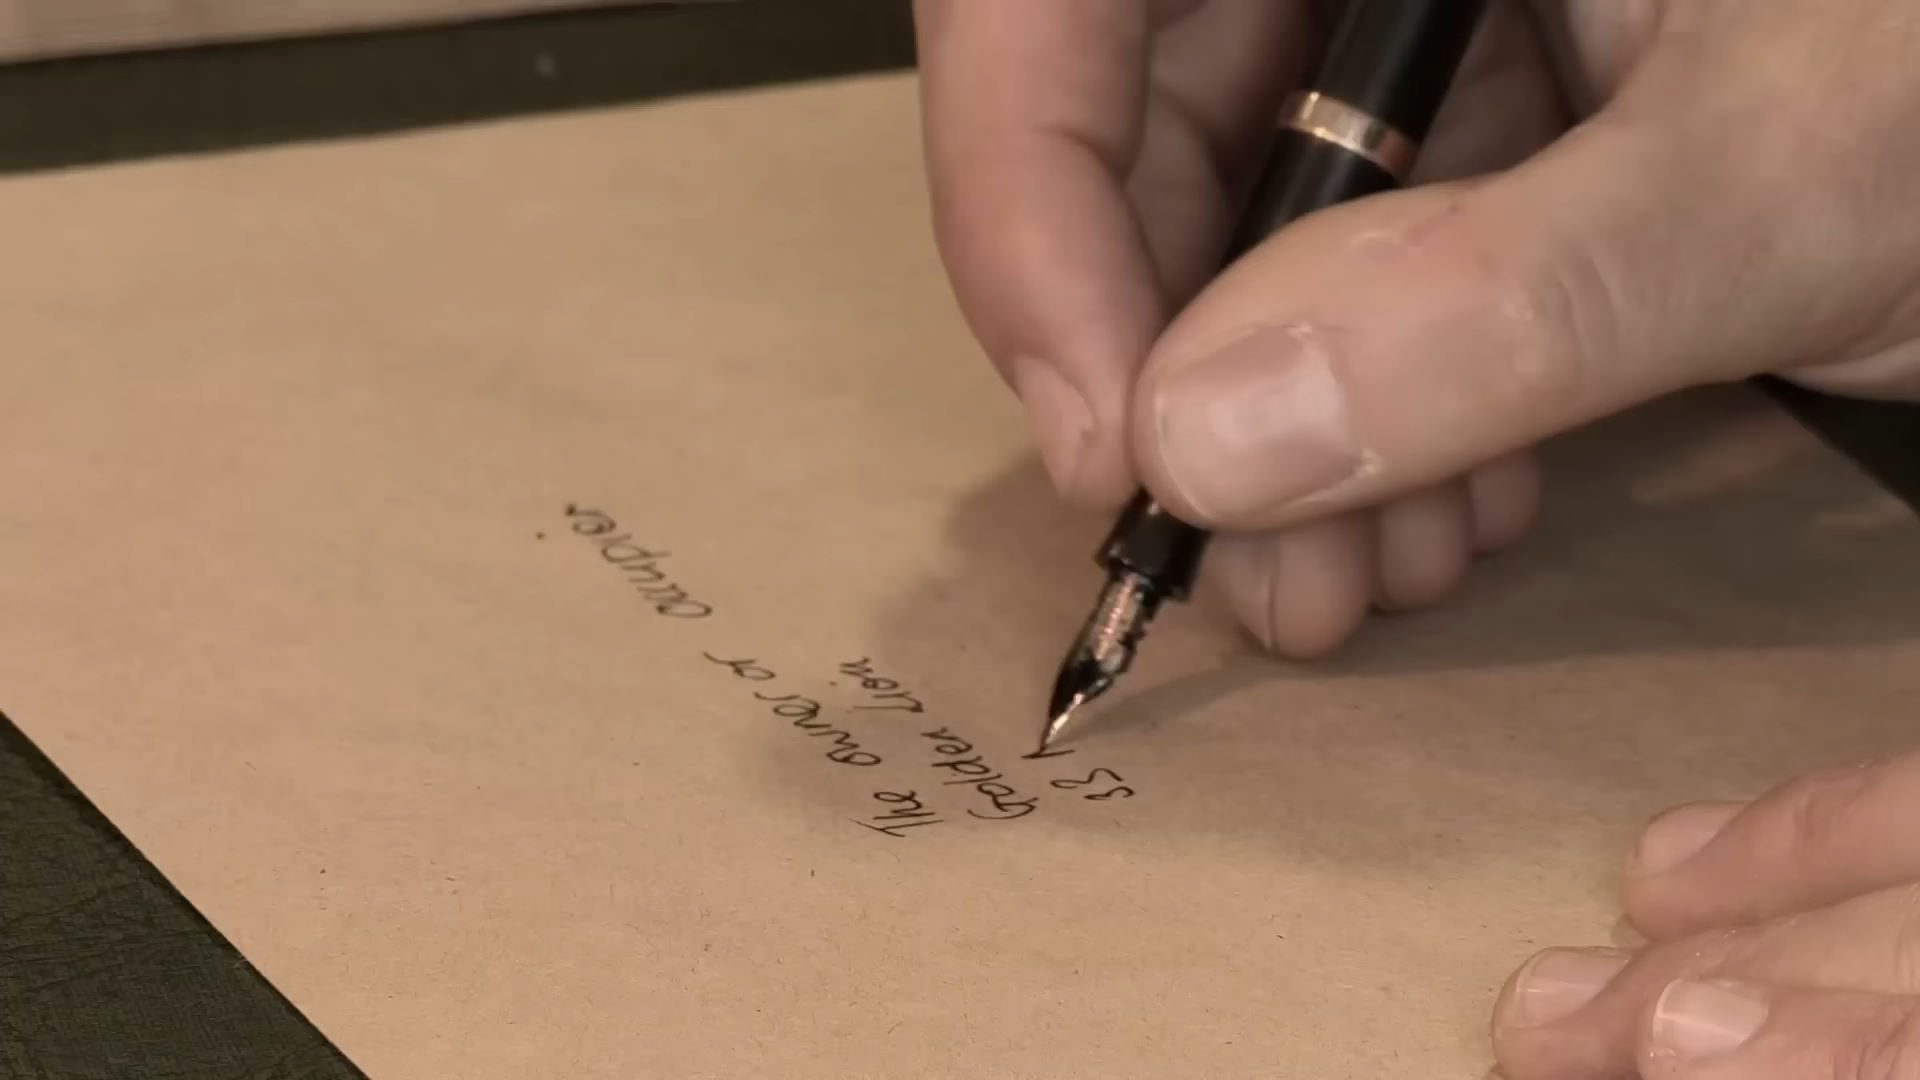 The owner or occupier
Golden Lion
33